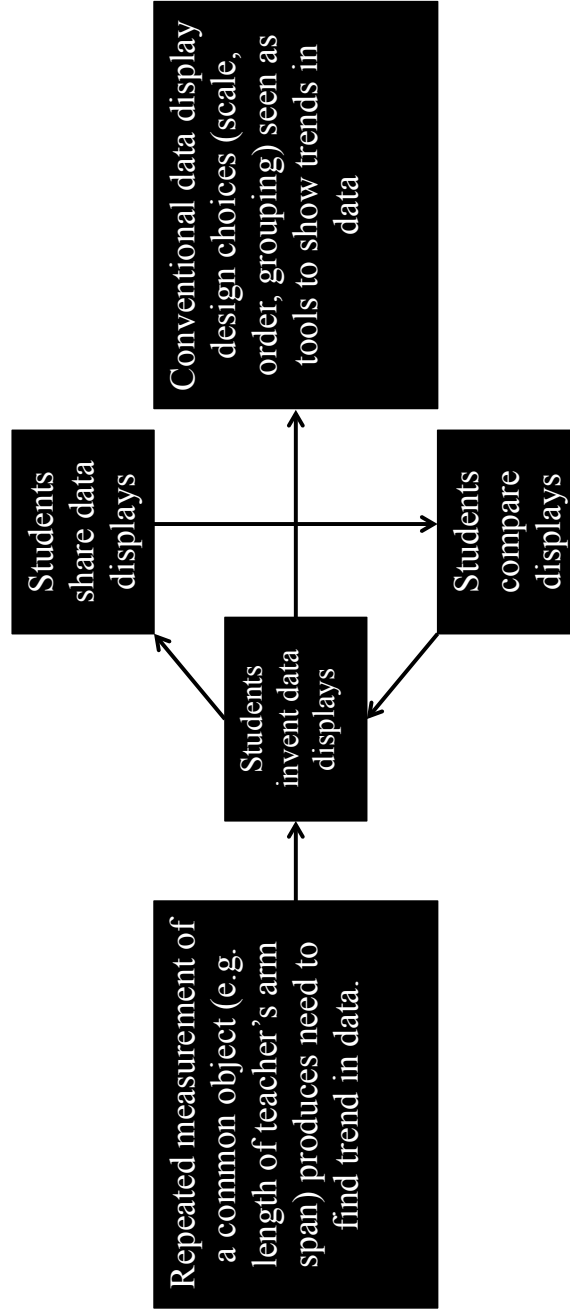 Repeated measurement of
a common object (e.g.
length of teacher’s arm
span) produces need to
find trend in data.
Students
invent data
displays
Students
share data
displays
Students
compare
displays
Conventional data display
design choices (scale,
order, grouping) seen as
tools to show trends in
data